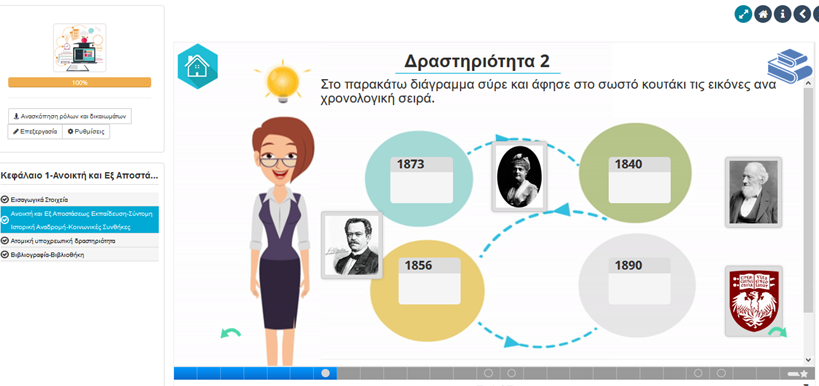 100%
Ανασκόπηση ρόλων και δικαιωμάτων
Επεξεργασία
Ρυθμίσεις
Κεφάλαιο 1-Ανοικτή και Εξ Αποστά...
Εισαγωγικά Στοιχεία
Ανοικτή και Εξ Αποστάσεως Εκπαίδευση-Σύντομη
Ιστορική Αναδρομή-Κοινωνικές Συνθήκες
Ατομική υποχρεωτική δραστηριότητα
Βιβλιογραφία-Βιβλιοθήκη
Δραστηριότητα 2
Στο παρακάτω διάγραμμα σύρε και άφησε στο σωστό κουτάκι τις εικόνες ανα
χρονολογική σειρά.
1873
1840
1856
1890